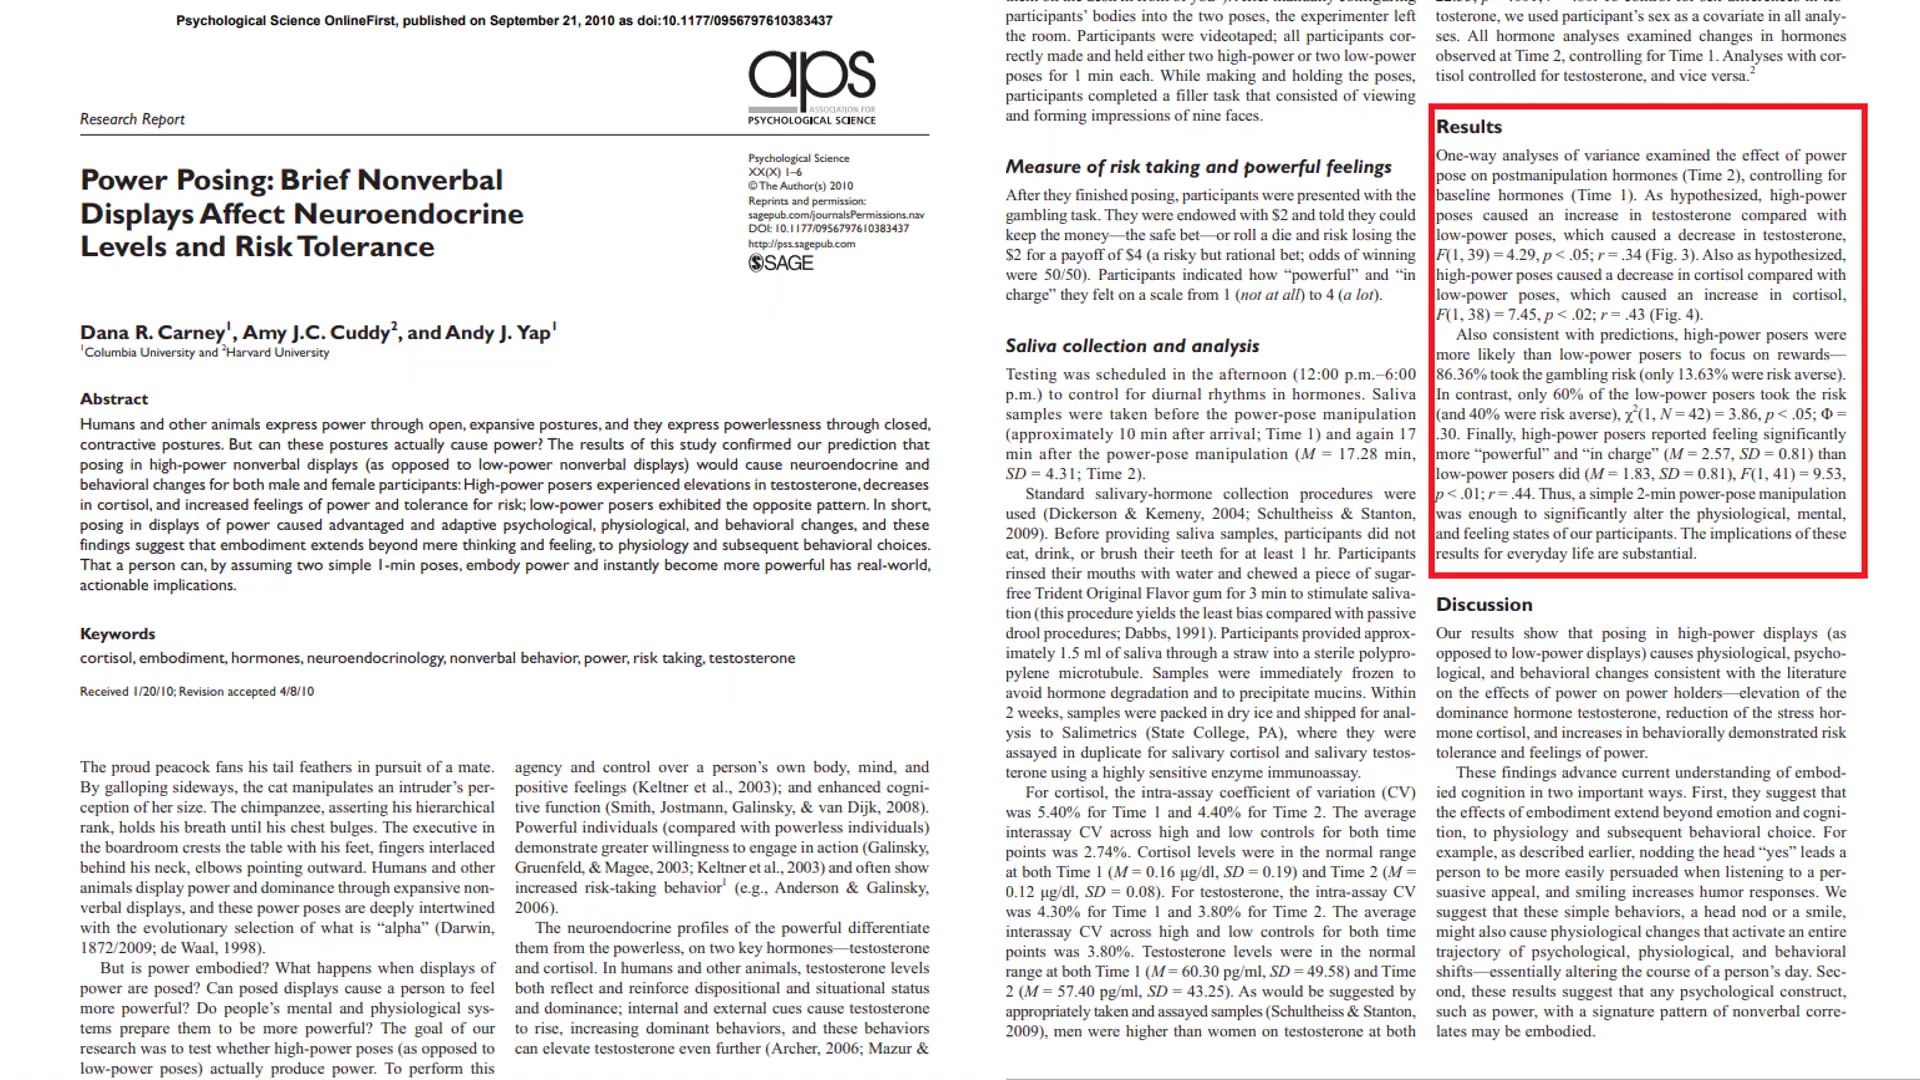 Psychological Science OnlineFirst, published on September 21, 2010 as doi:10.1177/0956797610383437
aps
ASSOCIATION FOR
PSYCHOLOGICAL SCIENCE
Research Report
Psychological Science
XX(X) 1–6
© The Author(s) 2010
Reprints and permission:
sagepub.com/journalsPermissions.nav
DOI: 10.1177/0956797610383437
http://pss.sagepub.com
SAGE
Power Posing: Brief Nonverbal
Displays Affect Neuroendocrine
Levels and Risk Tolerance
Dana R. Carney1, Amy J.C. Cuddy2, and Andy J. Yap1
1Columbia University and 2Harvard University
Abstract
Humans and other animals express power through open, expansive postures, and they express powerlessness through closed,
contractive postures. But can these postures actually cause power? The results of this study confirmed our prediction that
posing in high-power nonverbal displays (as opposed to low-power nonverbal displays) would cause neuroendocrine and
behavioral changes for both male and female participants: High-power posers experienced elevations in testosterone, decreases
in cortisol, and increased feelings of power and tolerance for risk; low-power posers exhibited the opposite pattern. In short,
posing in displays of power caused advantaged and adaptive psychological, physiological, and behavioral changes, and these
findings suggest that embodiment extends beyond mere thinking and feeling, to physiology and subsequent behavioral choices.
That a person can, by assuming two simple 1-min poses, embody power and instantly become more powerful has real-world,
actionable implications.
Keywords
cortisol, embodiment, hormones, neuroendocrinology, nonverbal behavior, power, risk taking, testosterone
Received 1/20/10; Revision accepted 4/8/10
The proud peacock fans his tail feathers in pursuit of a mate.
By galloping sideways, the cat manipulates an intruder's per-
ception of her size. The chimpanzee, asserting his hierarchical
rank, holds his breath until his chest bulges. The executive in
the boardroom crests the table with his feet, fingers interlaced
behind his neck, elbows pointing outward. Humans and other
animals display power and dominance through expansive non-
verbal displays, and these power poses are deeply intertwined
with the evolutionary selection of what is “alpha” (Darwin,
1872/2009; de Waal, 1998).
But is power embodied? What happens when displays of
power are posed? Can posed displays cause a person to feel
more powerful? Do people's mental and physiological sys-
tems prepare them to be more powerful? The goal of our
research was to test whether high-power poses (as opposed to
low-power poses) actually produce power. To perform this
agency and control over a person's own body, mind, and
positive feelings (Keltner et al., 2003); and enhanced cogni-
tive function (Smith, Jostmann, Galinsky, & van Dijk, 2008).
Powerful individuals (compared with powerless individuals)
demonstrate greater willingness to engage in action (Galinsky,
Gruenfeld, & Magee, 2003; Keltner et al., 2003) and often show
increased risk-taking behavior1 (e.g., Anderson & Galinsky,
2006).
The neuroendocrine profiles of the powerful differentiate
them from the powerless, on two key hormones—testosterone
and cortisol. In humans and other animals, testosterone levels
both reflect and reinforce dispositional and situational status
and dominance; internal and external cues cause testosterone
to rise, increasing dominant behaviors, and these behaviors
can elevate testosterone even further (Archer, 2006; Mazur &
participants' bodies into the two poses, the experimenter left
the room. Participants were videotaped; all participants cor-
rectly made and held either two high-power or two low-power
poses for 1 min each. While making and holding the poses,
participants completed a filler task that consisted of viewing
and forming impressions of nine faces.
Measure of risk taking and powerful feelings
After they finished posing, participants were presented with the
gambling task. They were endowed with $2 and told they could
keep the money—the safe bet—or roll a die and risk losing the
$2 for a payoff of $4 (a risky but rational bet; odds of winning
were 50/50). Participants indicated how “powerful” and “in
charge” they felt on a scale from 1 (not at all) to 4 (a lot).
Saliva collection and analysis
Testing was scheduled in the afternoon (12:00 p.m.–6:00
p.m.) to control for diurnal rhythms in hormones. Saliva
samples were taken before the power-pose manipulation
(approximately 10 min after arrival; Time 1) and again 17
min after the power-pose manipulation (M = 17.28 min,
SD = 4.31; Time 2).
Standard salivary-hormone collection procedures were
used (Dickerson & Kemeny, 2004; Schultheiss & Stanton,
2009). Before providing saliva samples, participants did not
eat, drink, or brush their teeth for at least 1 hr. Participants
rinsed their mouths with water and chewed a piece of sugar-
free Trident Original Flavor gum for 3 min to stimulate saliva-
tion (this procedure yields the least bias compared with passive
drool procedures; Dabbs, 1991). Participants provided approx-
imately 1.5 ml of saliva through a straw into a sterile polypro-
pylene microtubule. Samples were immediately frozen to
avoid hormone degradation and to precipitate mucins. Within
2 weeks, samples were packed in dry ice and shipped for anal-
ysis to Salimetrics (State College, PA), where they were
assayed in duplicate for salivary cortisol and salivary testos-
terone using a highly sensitive enzyme immunoassay.
For cortisol, the intra-assay coefficient of variation (CV)
was 5.40% for Time 1 and 4.40% for Time 2. The average
interassay CV across high and low controls for both time
points was 2.74%. Cortisol levels were in the normal range
at both Time 1 (M = 0.16 μg/dl, SD = 0.19) and Time 2 (M =
0.12 μg/dl, SD = 0.08). For testosterone, the intra-assay CV
was 4.30% for Time 1 and 3.80% for Time 2. The average
interassay CV across high and low controls for both time
points was 3.80%. Testosterone levels were in the normal
range at both Time 1 (M = 60.30 pg/ml, SD = 49.58) and Time
2 (M = 57.40 pg/ml, SD = 43.25). As would be suggested by
appropriately taken and assayed samples (Schultheiss & Stanton,
2009), men were higher than women on testosterone at both
tosterone, we used participant's sex as a covariate in all analy-
ses. All hormone analyses examined changes in hormones
observed at Time 2, controlling for Time 1. Analyses with cor-
tisol controlled for testosterone, and vice versa.2
Results
One-way analyses of variance examined the effect of power
pose on postmanipulation hormones (Time 2), controlling for
baseline hormones (Time 1). As hypothesized, high-power
poses caused an increase in testosterone compared with
low-power poses, which caused a decrease in testosterone,
F(1, 39) = 4.29, p < .05; r = .34 (Fig. 3). Also as hypothesized,
high-power poses caused a decrease in cortisol compared with
low-power poses, which caused an increase in cortisol,
F(1, 38) = 7.45, p < .02; r = .43 (Fig. 4).
Also consistent with predictions, high-power posers were
more likely than low-power posers to focus on rewards—
86.36% took the gambling risk (only 13.63% were risk averse).
In contrast, only 60% of the low-power posers took the risk
(and 40% were risk averse), χ2(1, N = 42) = 3.86, p < .05; Φ =
.30. Finally, high-power posers reported feeling significantly
more “powerful” and “in charge” (M = 2.57, SD = 0.81) than
low-power posers did (M = 1.83, SD = 0.81), F(1, 41) = 9.53,
p < .01; r = .44. Thus, a simple 2-min power-pose manipulation
was enough to significantly alter the physiological, mental,
and feeling states of our participants. The implications of these
results for everyday life are substantial.
Discussion
Our results show that posing in high-power displays (as
opposed to low-power displays) causes physiological, psycho-
logical, and behavioral changes consistent with the literature
on the effects of power on power holders—elevation of the
dominance hormone testosterone, reduction of the stress hor-
mone cortisol, and increases in behaviorally demonstrated risk
tolerance and feelings of power.
These findings advance current understanding of embod-
ied cognition in two important ways. First, they suggest that
the effects of embodiment extend beyond emotion and cogni-
tion, to physiology and subsequent behavioral choice. For
example, as described earlier, nodding the head “yes” leads a
person to be more easily persuaded when listening to a per-
suasive appeal, and smiling increases humor responses. We
suggest that these simple behaviors, a head nod or a smile,
might also cause physiological changes that activate an entire
trajectory of psychological, physiological, and behavioral
shifts—essentially altering the course of a person's day. Sec-
ond, these results suggest that any psychological construct,
such as power, with a signature pattern of nonverbal corre-
lates may be embodied.